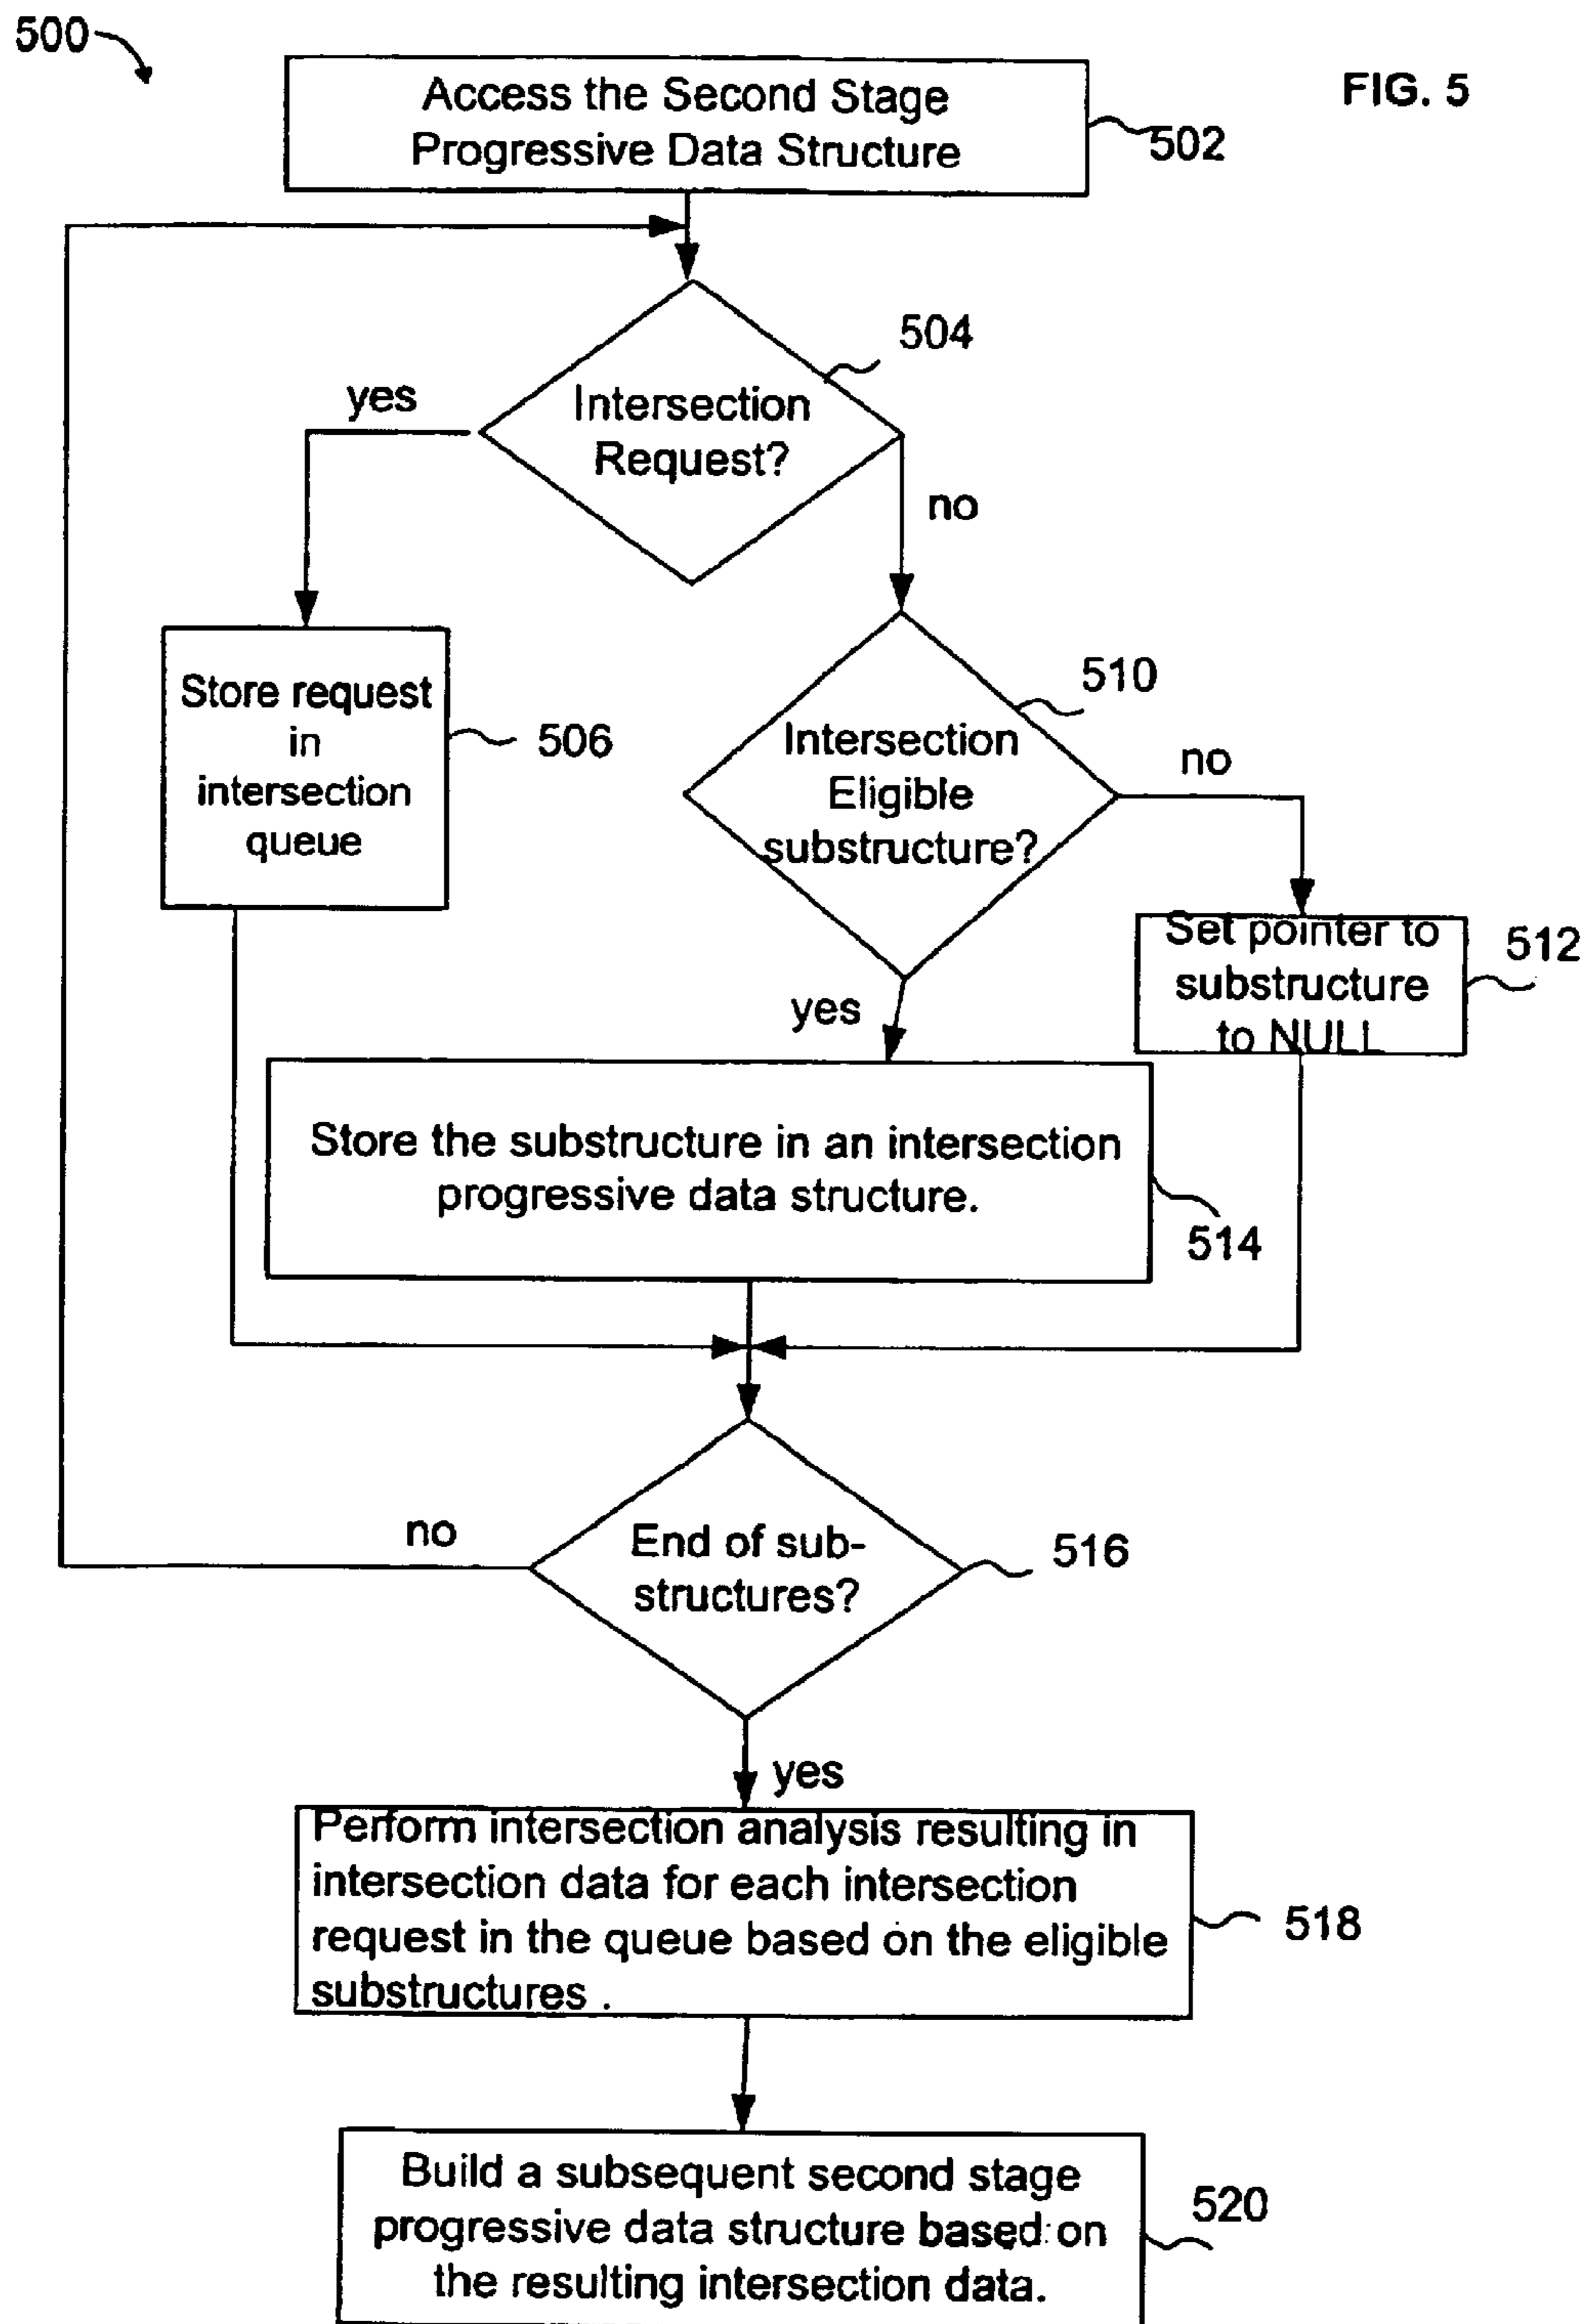 500
FIG. 5
Access the Second Stage
Progressive Data Structure
502
504
Intersection
Request?
yes
no
Store request
in
intersection
queue
506
510
Intersection
Eligible
substructure?
no
yes
Set pointer to
substructure
to NULL
512
Store the substructure in an intersection
progressive data structure.
514
End of sub-
structures?
516
no
yes
Perform intersection analysis resulting in
intersection data for each intersection
request in the queue based on the eligible
substructures .
518
Build a subsequent second stage
progressive data structure based on
the resulting intersection data.
520